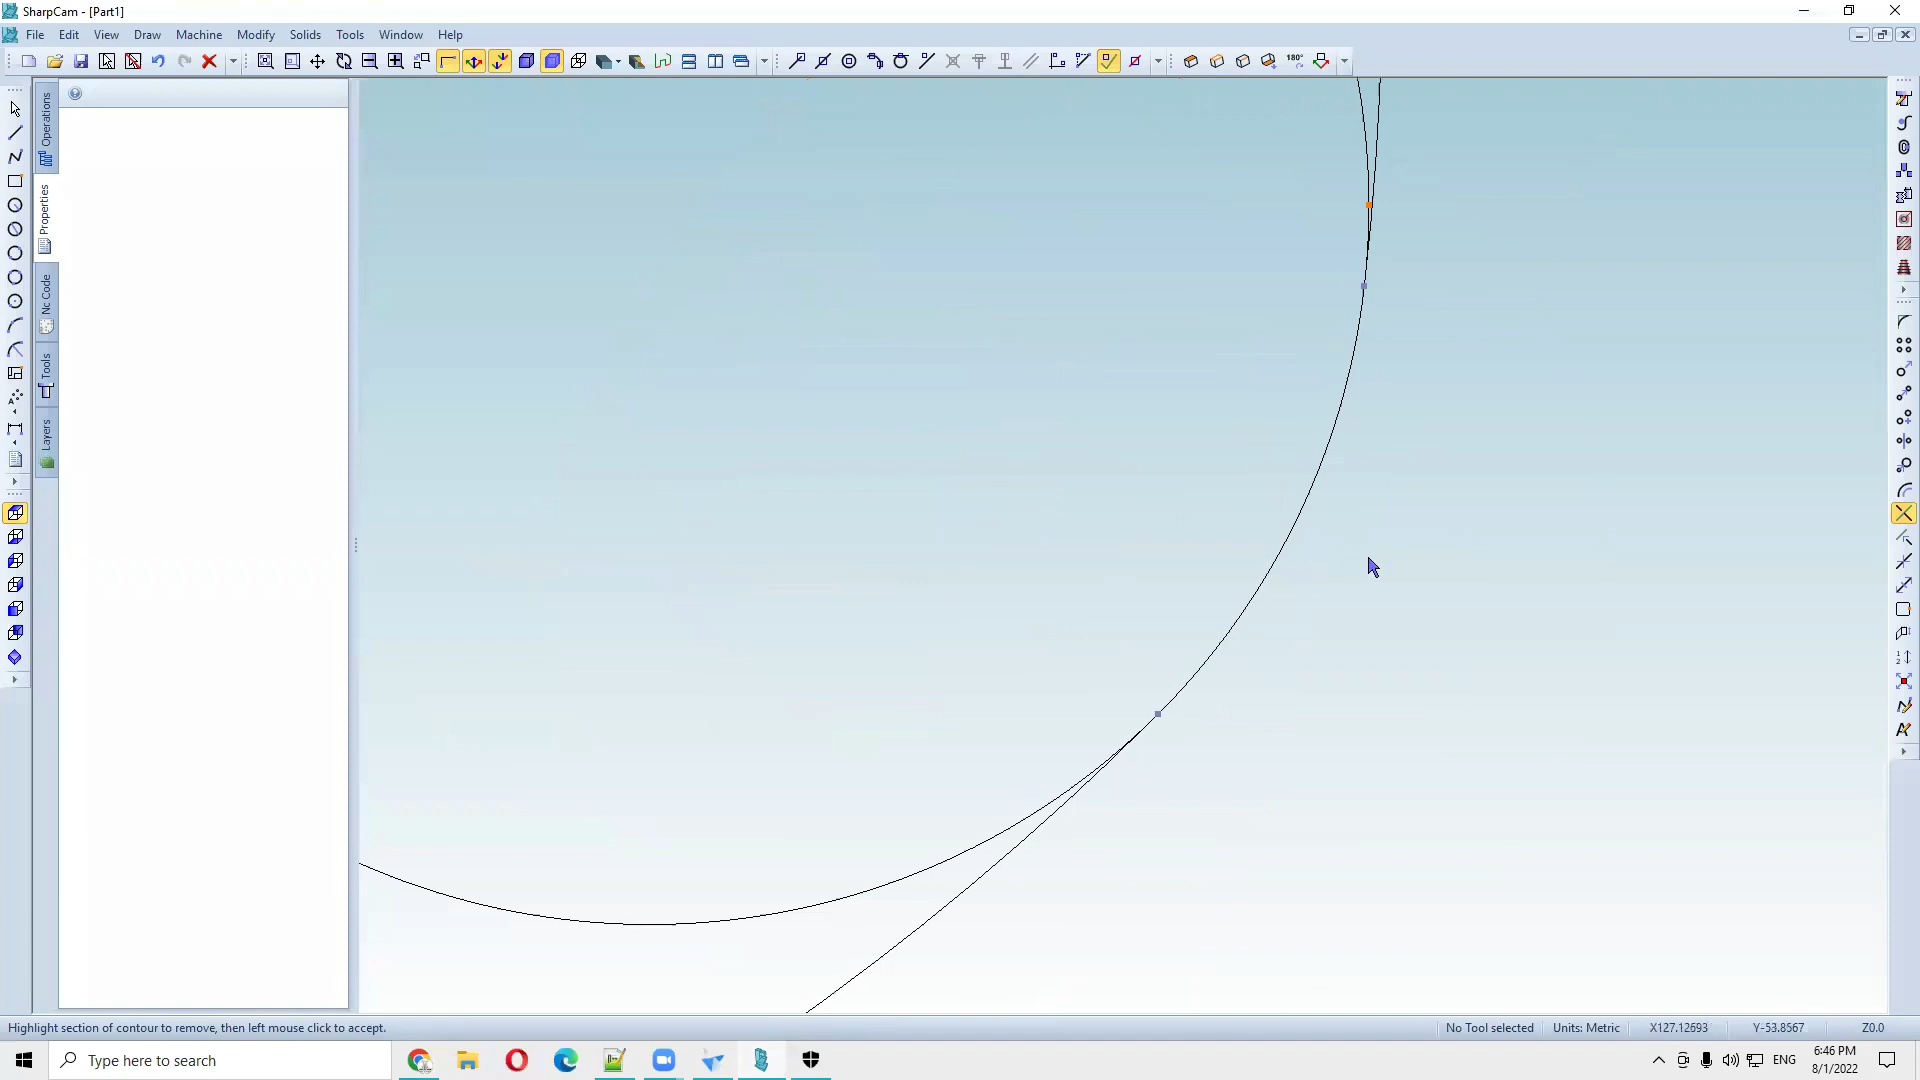 SharpCam - [Part1]
File Edit View Draw Machine Modify Solids Tools Window Help
180°
Operations
Properties
Nc Code
Tools
Layers
Highlight section of contour to remove, then left mouse click to accept.
No Tool selected Units: Metric X127.12693 Y-53.8567 Z0.0
Type here to search
ENG
6:46 PM
8/1/2022